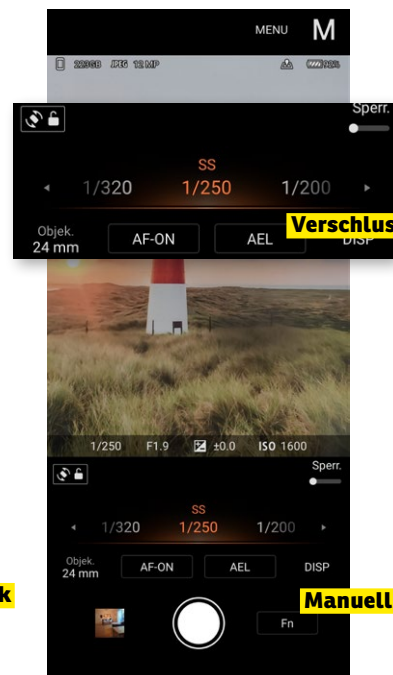 MENU M
223GB JPEG 12 MP 92%
Sperr.
SS
1/320 1/250 1/200
Objek.
24 mm AF-ON AEL DISP
Verschlus
1/250 F1.9 ±0.0 ISO 1600
Sperr.
SS
1/320 1/250 1/200
Objek.
24 mm AF-ON AEL DISP
k
Manuell
Fn